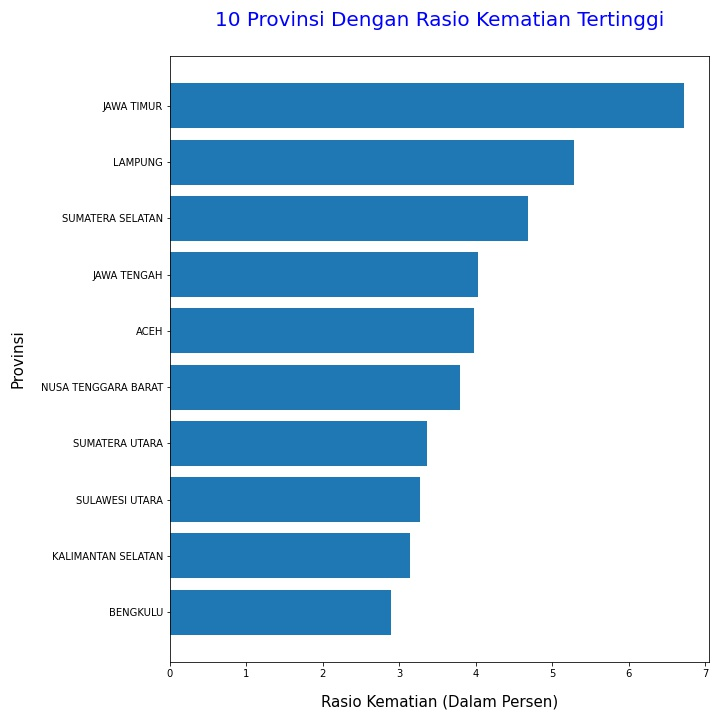 10 Provinsi Dengan Rasio Kematian Tertinggi
Provinsi
JAWA TIMUR
LAMPUNG
SUMATERA SELATAN
JAWA TENGAH
ACEH
NUSA TENGGARA BARAT
SUMATERA UTARA
SULAWESI UTARA
KALIMANTAN SELATAN
BENGKULU
0 1 2 3 4 5 6 7
Rasio Kematian (Dalam Persen)